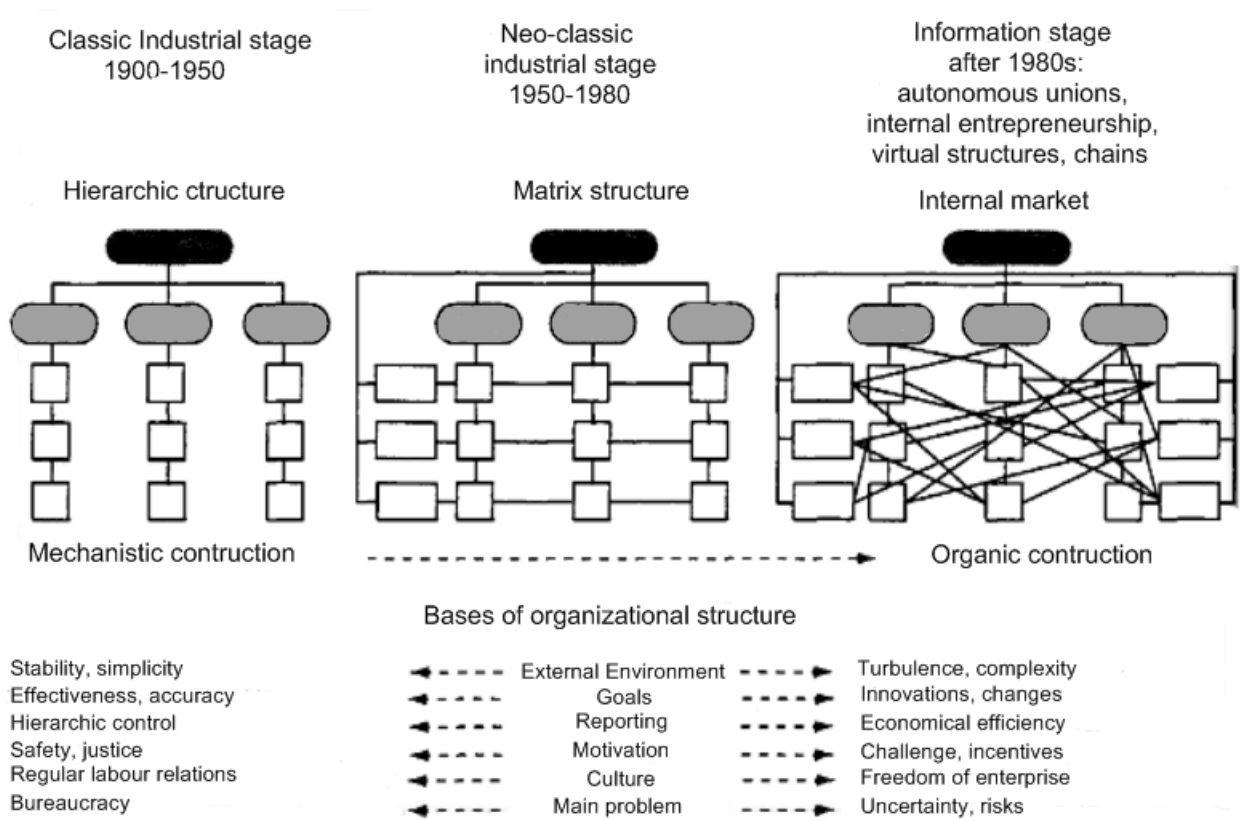 Classic Industrial stage
1900-1950
Neo-classic
industrial stage
1950-1980
Information stage
after 1980s:
autonomous unions,
internal entrepreneurship,
virtual structures, chains
Hierarchic ctructure
Matrix structure
Internal market
Mechanistic contruction
Organic contruction
Bases of organizational structure
Stability, simplicity External Environment Turbulence, complexity
Effectiveness, accuracy Goals Innovations, changes
Hierarchic control Reporting Economical efficiency
Safety, justice Motivation Challenge, incentives
Regular labour relations Culture Freedom of enterprise
Bureaucracy Main problem Uncertainty, risks